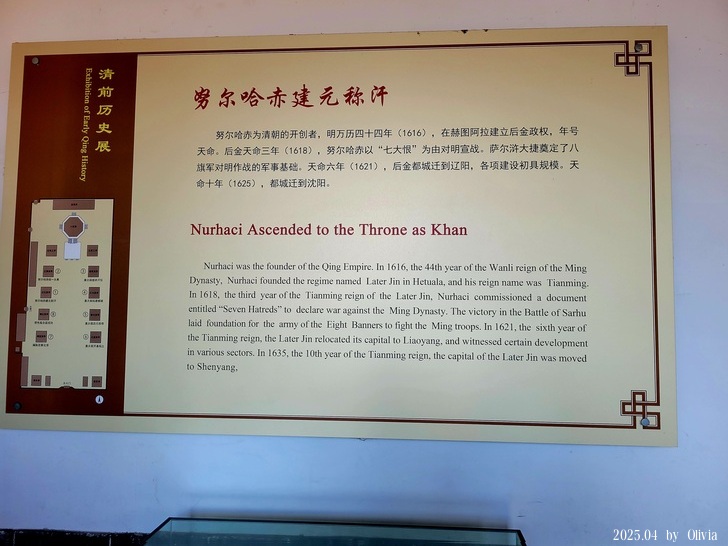 清前历史展
Exhibition of Early Qing History
努尔哈赤建元称汗
努尔哈赤为清朝的开创者，明万历四十四年（1616），在赫图阿拉建立后金政权，年号
天命。后金天命三年（1618），努尔哈赤以“七大恨”为由对明宣战。萨尔浒大捷奠定了八
旗军对明作战的军事基础。天命六年（1621），后金都城迁到辽阳，各项建设初具规模。天
命十年（1625），都城迁到沈阳。
Nurhaci Ascended to the Throne as Khan
Nurhaci was the founder of the Qing Empire. In 1616, the 44th year of the Wanli reign of the Ming
Dynasty, Nurhaci founded the regime named Later Jin in Hetuala, and his reign name was Tianming.
In 1618, the third year of the Tianming reign of the Later Jin, Nurhaci commissioned a document
entitled “Seven Hatreds” to declare war against the Ming Dynasty. The victory in the Battle of Sarhu
laid foundation for the army of the Eight Banners to fight the Ming troops. In 1621, the sixth year of
the Tianming reign, the Later Jin relocated its capital to Liaoyang, and witnessed certain development
in various sectors. In 1635, the 10th year of the Tianming reign, the capital of the Later Jin was moved
to Shenyang,
2025.04 by Olivia